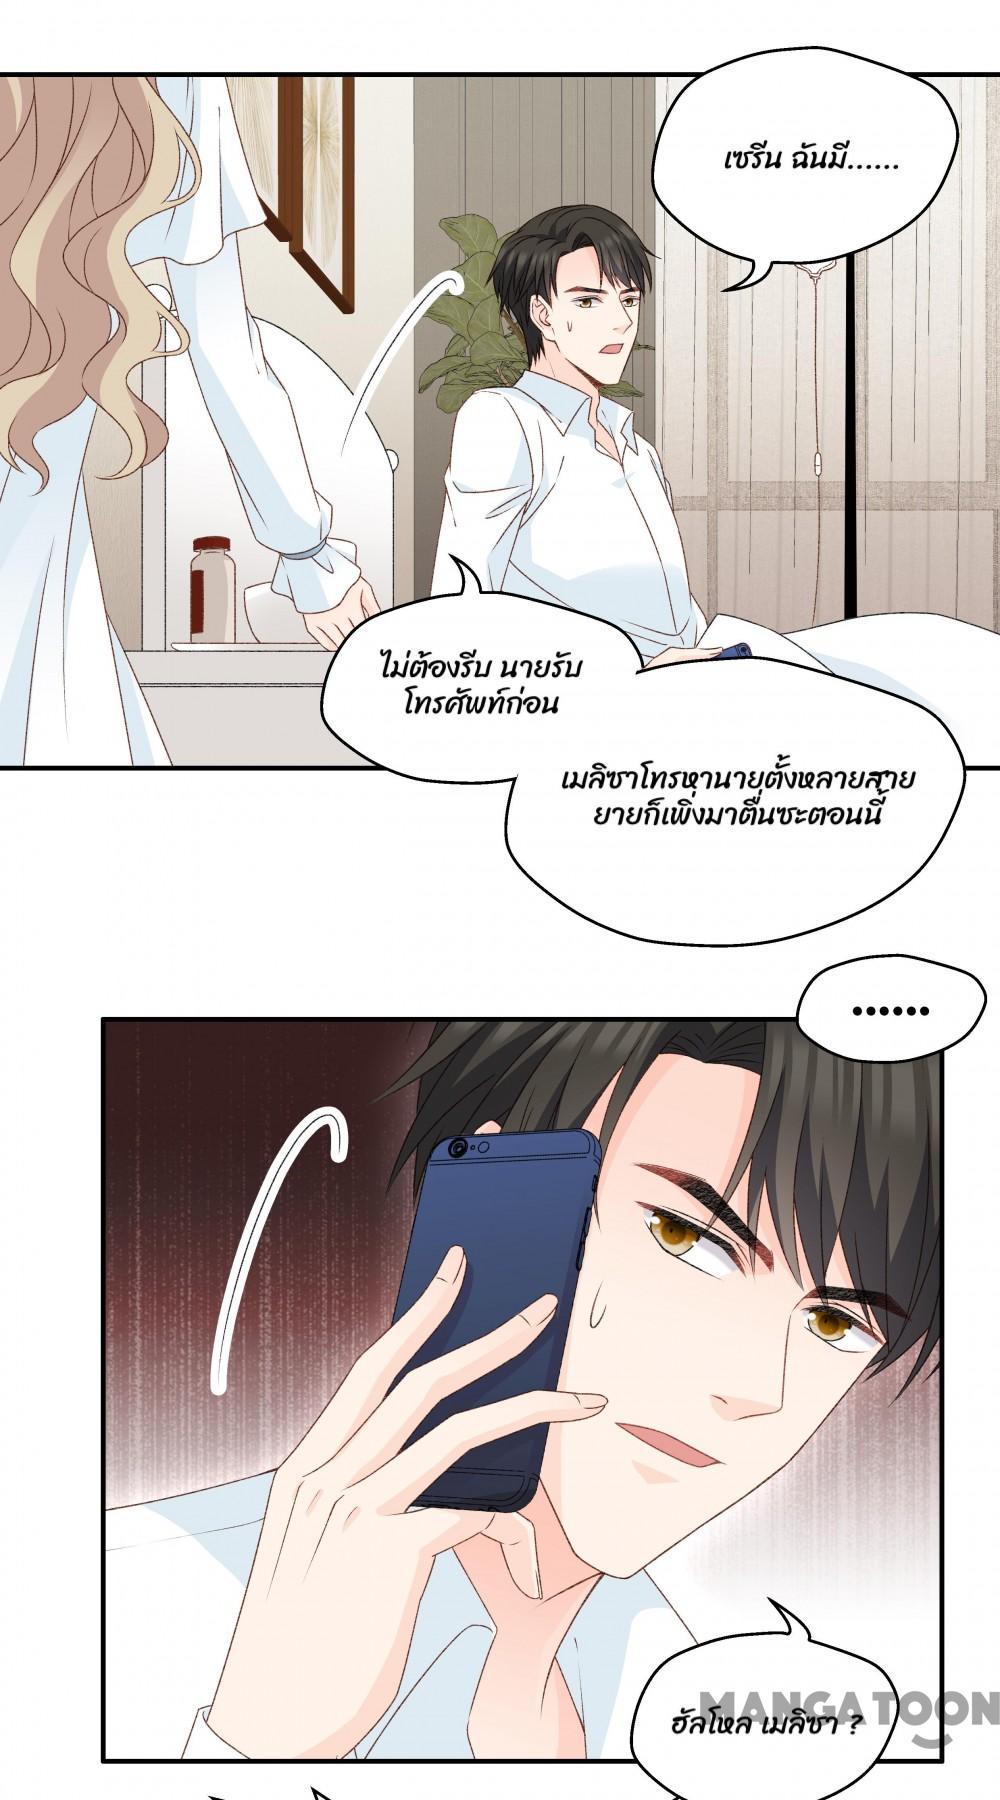 เซรีน ฉันมี......
ไม่ต้องรีบ นายรับ
โทรศัพท์ก่อน
เมลิซาโทรหานายตั้งหลายสาย
ยายก็เพิ่งมาตื่นซะตอนนี้
••••••
ฮัลโหล เมลิซา ?
MANGATOON